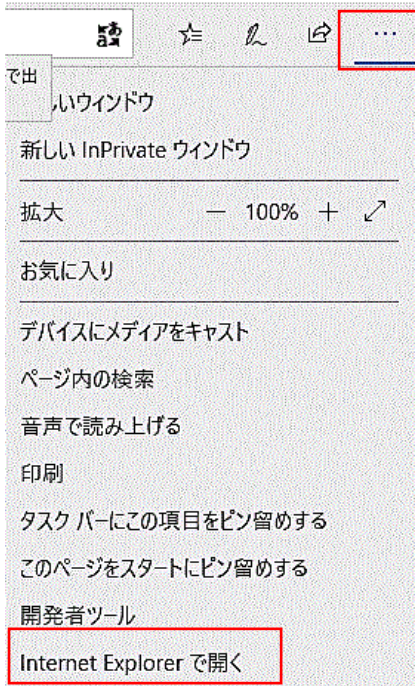 で出
いウィンドウ
新しい InPrivate ウィンドウ
拡大 — 100% +
お気に入り
デバイスにメディアをキャスト
ページ内の検索
音声で読み上げる
印刷
タスク バーにこの項目をピン留めする
このページをスタートにピン留めする
開発者ツール
Internet Explorer で開く